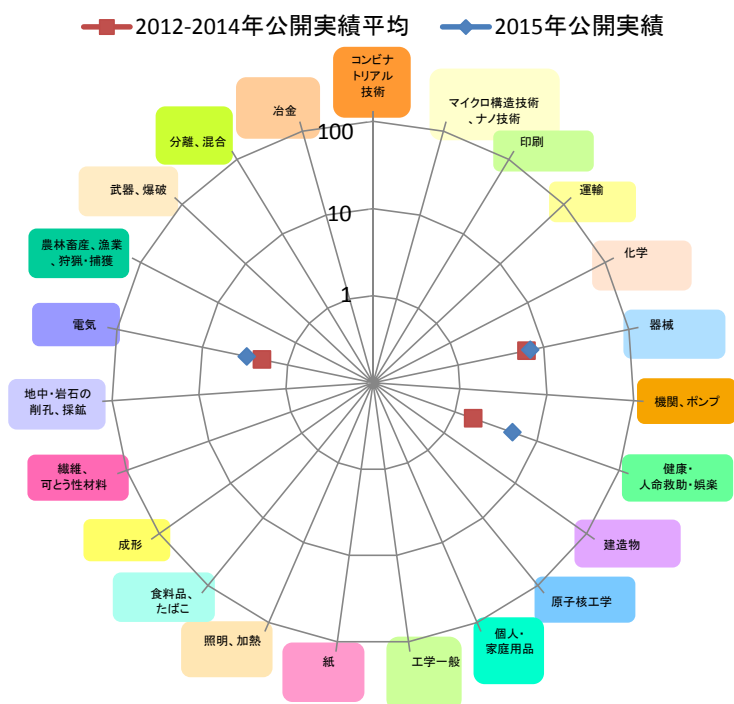 2012-2014年公開実績平均
2015年公開実績
コンビナ
トリアル
技術
マイクロ構造技術
、ナノ技術
印刷
運輸
化学
器械
機関、ポンプ
健康・
人命救助・娯楽
建造物
原子核工学
個人・
家庭用品
工学一般
紙
照明、加熱
食料品、
たばこ
成形
繊維、
可とう性材料
地中・岩石の
削孔、採鉱
電気
農林畜産、漁業
、狩猟・捕獲
武器、爆破
分離、混合
冶金
100
10
1